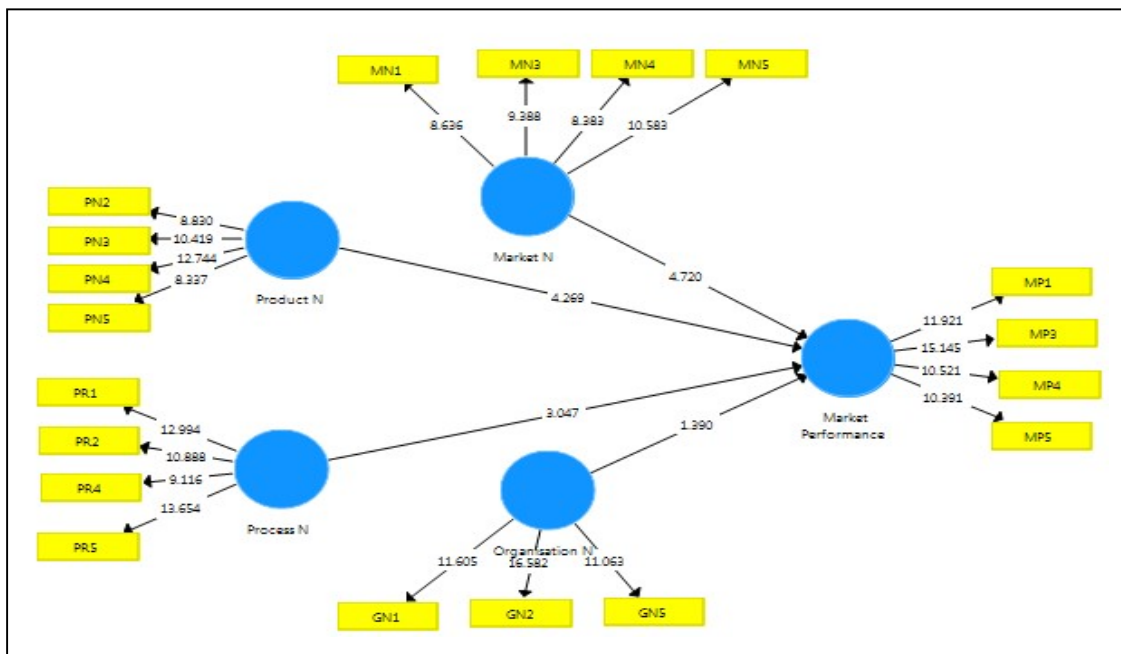 MN1
MN3
MN4
MN5
8.636
9.388
8.383
10.583
Market N
PN2
PN3
PN4
PN5
8.830
10.419
12.744
8.337
Product N
4.269
4.720
PR1
PR2
PR4
PR5
12.994
10.888
9.116
13.654
Process N
3.047
1.390
Organisation N
11.605
16.582
11.063
GN1
GN2
GN5
Market
Performance
11.921
15.145
10.521
10.391
MP1
MP3
MP4
MP5